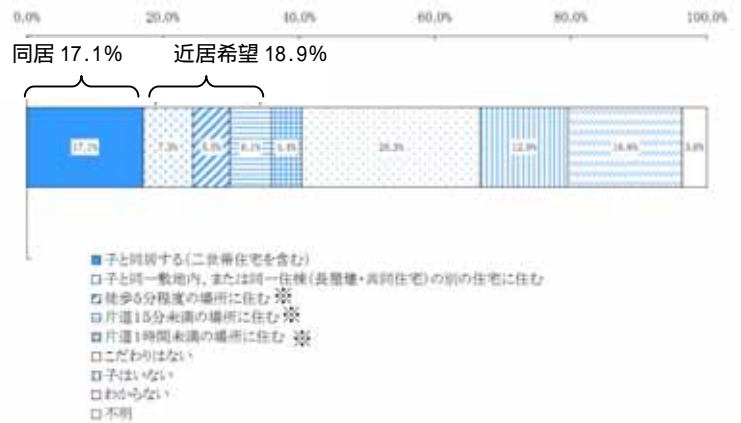 0.0% 20.0% 40.0% 60.0% 80.0% 100.0%
同居 17.1% 近居希望 18.9%
17.1% 7.3% 6.1% 26.3% 12.9%
■子と同居する(二世帯住宅を含む)
□子と同一敷地内、または同一住棟(長屋建・共同住宅)の別の住宅に住む
徒歩5分程度の場所に住む ※
片道15分未満の場所に住む ※
片道1時間未満の場所に住む ※
□こだわりはない
子はいない
□わからない
□不明